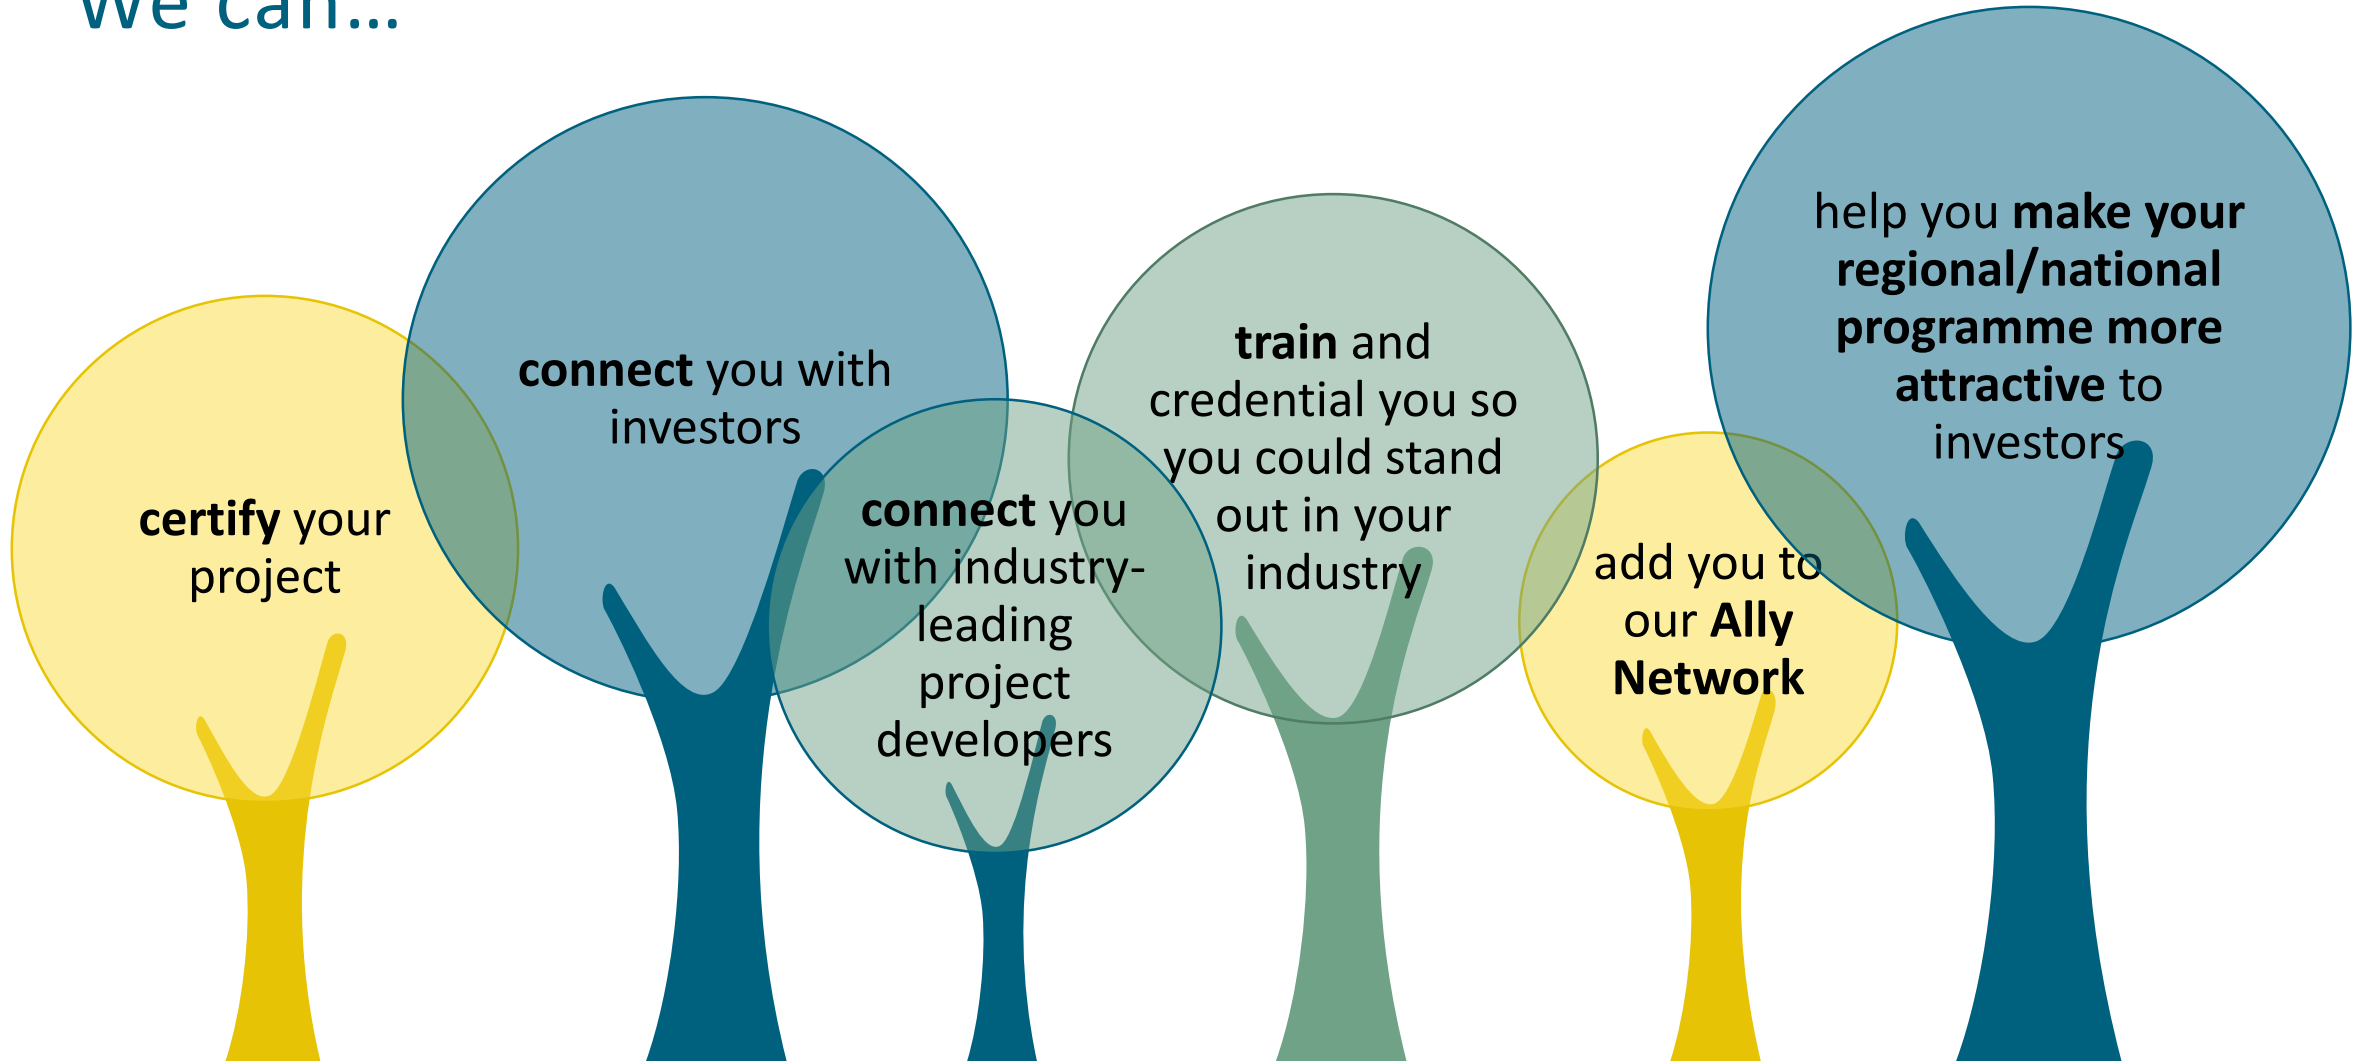 We can...
certify your
project
connect you with
investors
connect you
with industry-
leading
project
developers
train and
credential you so
you could stand
out in your
industry
add you to
our Ally
Network
help you make your
regional/national
programme more
attractive to
investors